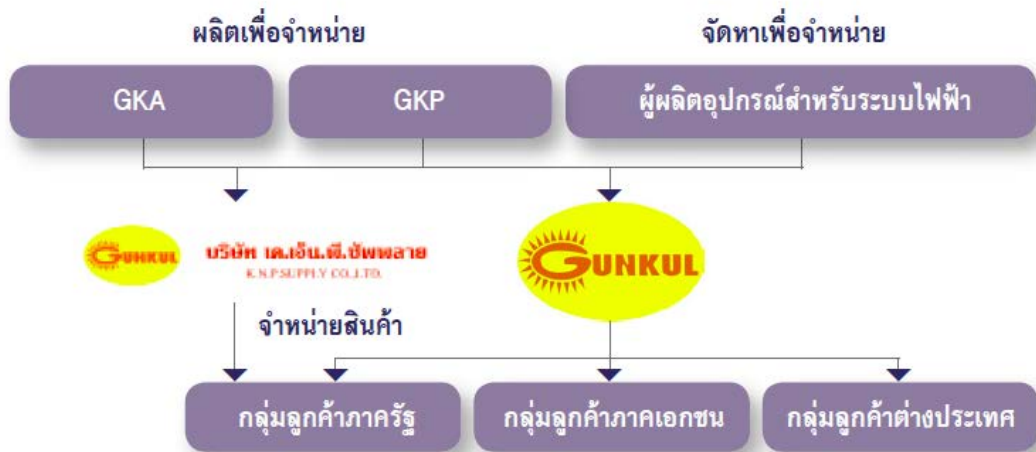 ผลิตเพื่อจำหน่าย
จัดหาเพื่อจำหน่าย
GKA
GKP
ผู้ผลิตอุปกรณ์สำหรับระบบไฟฟ้า
GUNKUL
บริษัท เค.เอ็น.พี.ซัพพลาย
K.N.P.SUPPLY CO.,LTD.
GUNKUL
จำหน่ายสินค้า
กลุ่มลูกค้าภาครัฐ
กลุ่มลูกค้าภาคเอกชน
กลุ่มลูกค้าต่างประเทศ